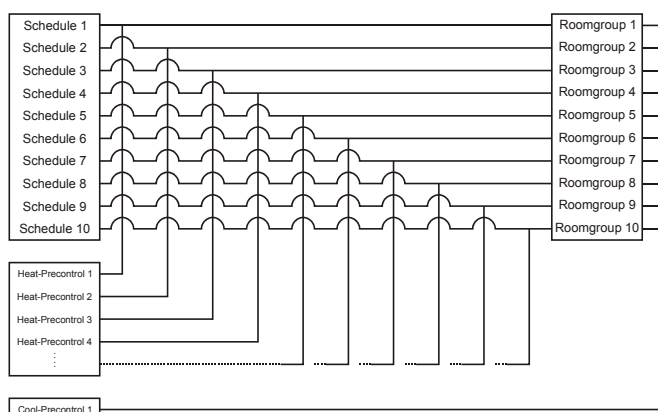 Schedule 1
Schedule 2
Schedule 3
Schedule 4
Schedule 5
Schedule 6
Schedule 7
Schedule 8
Schedule 9
Schedule 10
Roomgroup 1
Roomgroup 2
Roomgroup 3
Roomgroup 4
Roomgroup 5
Roomgroup 6
Roomgroup 7
Roomgroup 8
Roomgroup 9
Roomgroup 10
Heat-Precontrol 1
Heat-Precontrol 2
Heat-Precontrol 3
Heat-Precontrol 4
Cool-Precontrol 1